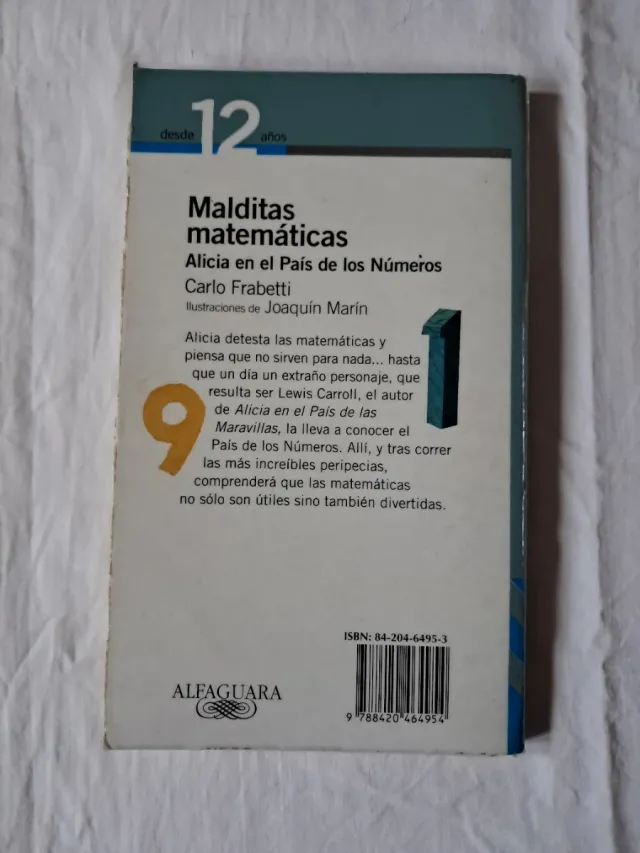 desde 12 años
Malditas
matemáticas
Alicia en el País de los Números
Carlo Frabetti
Ilustraciones de Joaquín Marín
Alicia detesta las matemáticas y
piensa que no sirven para nada... hasta
que un día un extraño personaje, que
resulta ser Lewis Carroll, el autor
de Alicia en el País de las
Maravillas, la lleva a conocer el
País de los Números. Allí, y tras correr
las más increíbles peripecias,
comprenderá que las matemáticas
no sólo son útiles sino también divertidas.
1
9
ISBN: 84-204-6495-3
ALFAGUARA
9 788420 464954